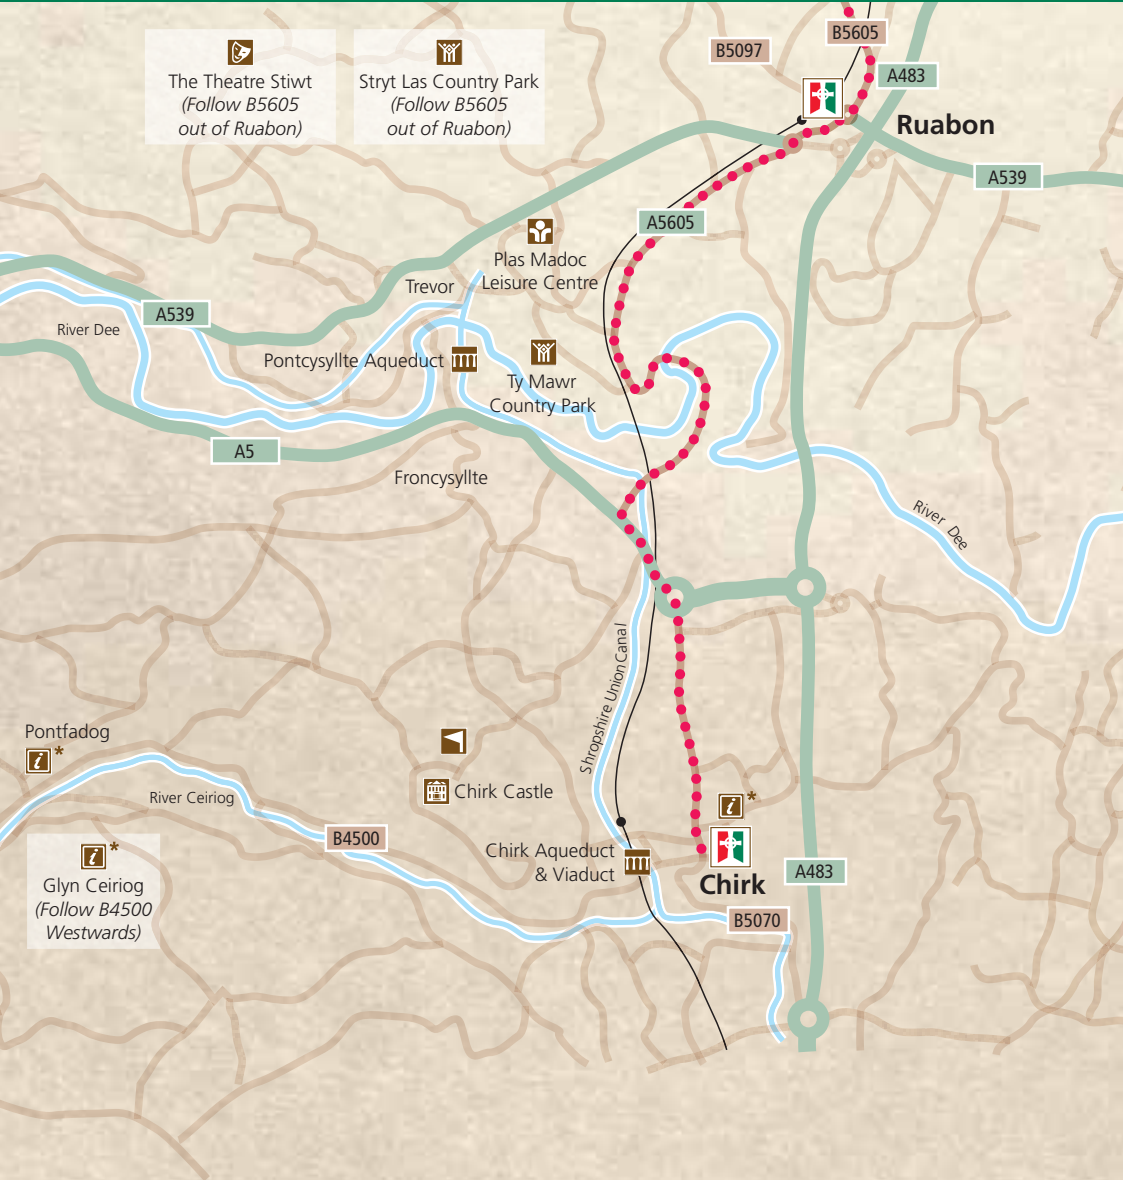 B5605
B5097
A483
The Theatre Stiwt
(Follow B5605
out of Ruabon)
Stryt Las Country Park
(Follow B5605
out of Ruabon)
Ruabon
A539
A5605
Plas Madoc
Leisure Centre
Trevor
A539
River Dee
Pontcysyllte Aqueduct
Ty Mawr
Country Park
A5
Froncysyllte
River Dee
Shropshire Union Canal
Pontfadog
i*
River Ceiriog
Chirk Castle
i*
B4500
Chirk Aqueduct
& Viaduct
i*
Glyn Ceiriog
(Follow B4500
Westwards)
Chirk
A483
B5070